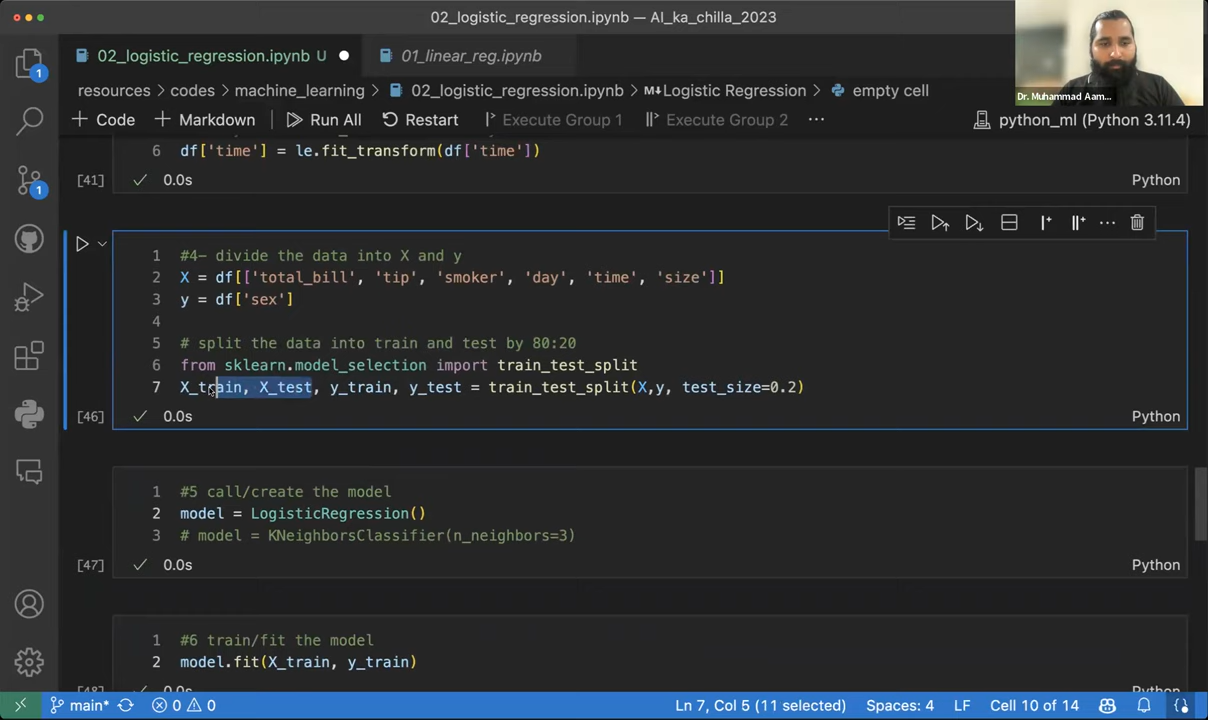 02_logistic_regression.ipynb — AI_ka_chilla_2023
02_logistic_regression.ipynb U
01_linear_reg.ipynb
resources > codes > machine_learning > 02_logistic_regression.ipynb > M↓Logistic Regression > empty cell
Code Markdown Run All Restart Execute Group 1 Execute Group 2 ... python_ml (Python 3.11.4)
Dr. Muhammad Aam...
1
1
6 df['time'] = le.fit_transform(df['time'])
[41] 0.0s Python
1 #4- divide the data into X and y
2 X = df[['total_bill', 'tip', 'smoker', 'day', 'time', 'size']]
3 y = df['sex']
4
5 # split the data into train and test by 80:20
6 from sklearn.model_selection import train_test_split
7 X_train, X_test, y_train, y_test = train_test_split(X,y, test_size=0.2)
[46] 0.0s Python
1 #5 call/create the model
2 model = LogisticRegression()
3 # model = KNeighborsClassifier(n_neighbors=3)
[47] 0.0s Python
1 #6 train/fit the model
2 model.fit(X_train, y_train)
[48] 0.0s Python
main* 0 0 Ln 7, Col 5 (11 selected) Spaces: 4 LF Cell 10 of 14